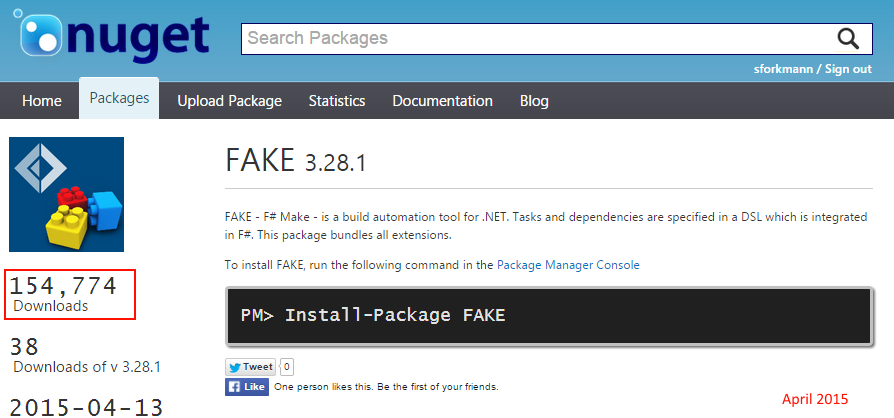 nuget
Search Packages
sforkmann / Sign out
Home Packages Upload Package Statistics Documentation Blog
FAKE 3.28.1
FAKE - F# Make - is a build automation tool for .NET. Tasks and dependencies are specified in a DSL which is integrated
in F#. This package bundles all extensions.
To install FAKE, run the following command in the Package Manager Console
PM> Install-Package FAKE
154,774
Downloads
38
Downloads of v 3.28.1
2015-04-13
Tweet 0
Like One person likes this. Be the first of your friends.
April 2015